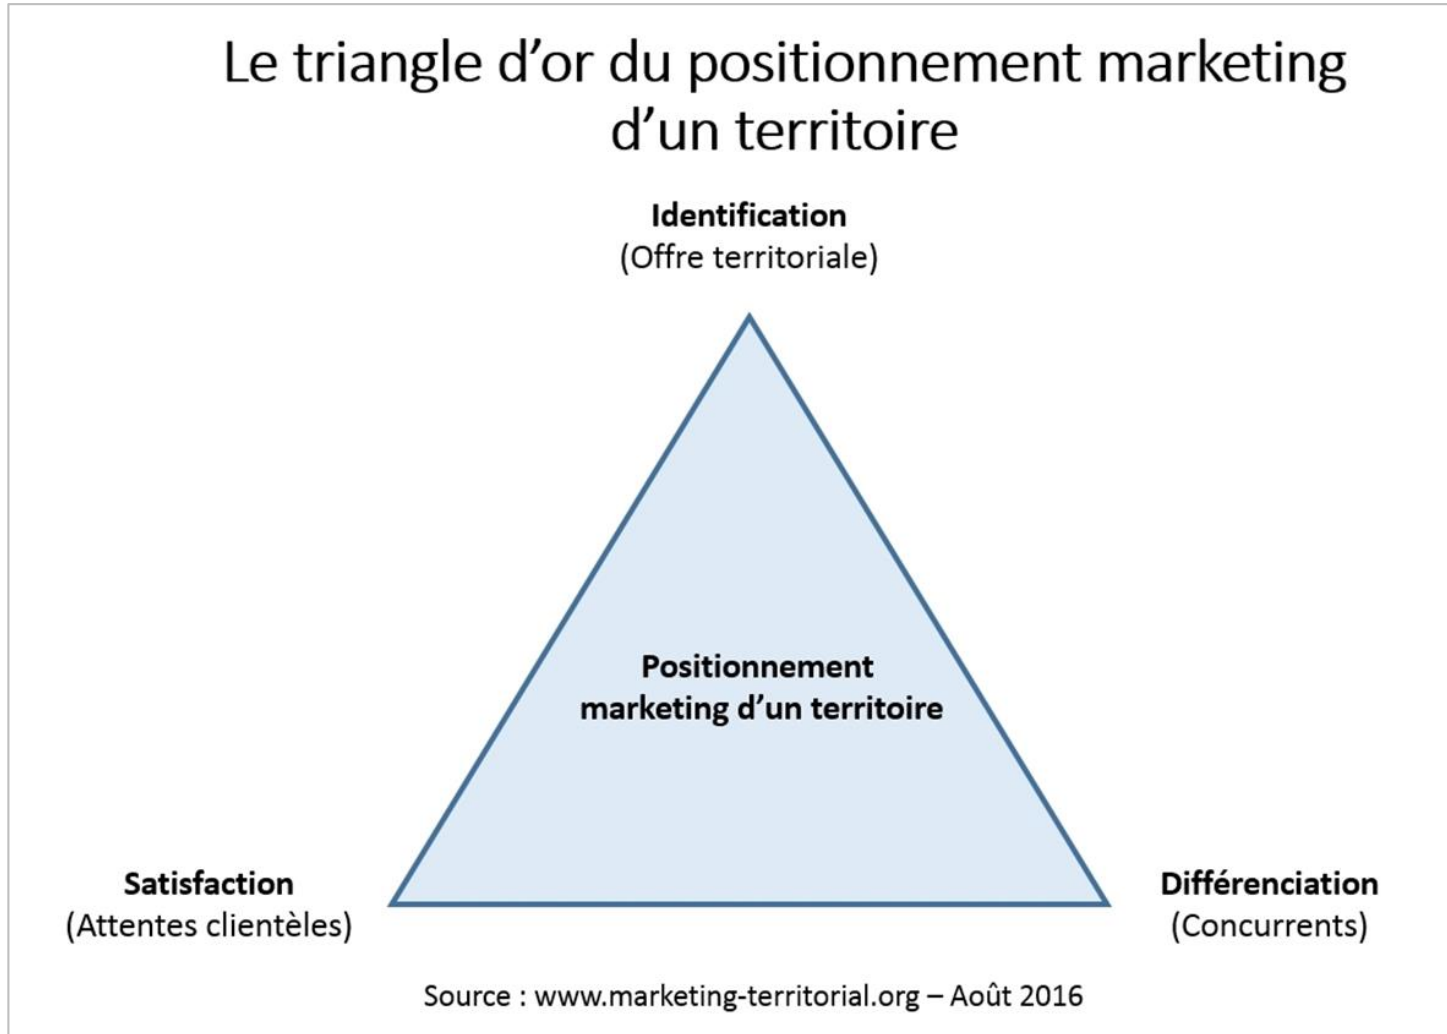 Le triangle d’or du positionnement marketing
d’un territoire
Identification
(Offre territoriale)
Positionnement
marketing d’un territoire
Satisfaction
(Attentes clientèles)
Différenciation
(Concurrents)
Source : www.marketing-territorial.org – Août 2016